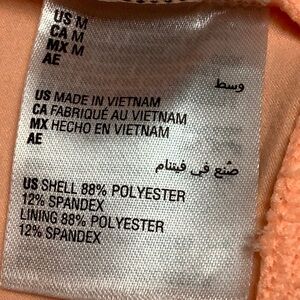 US M
CA M
MX M
AE
وسط
US MADE IN VIETNAM
CA FABRIQUÉ AU VIETNAM
MX HECHO EN VIETNAM
AE
صُنع في فيتنام
US SHELL 88% POLYESTER
12% SPANDEX
LINING 88% POLYESTER
12% SPANDEX